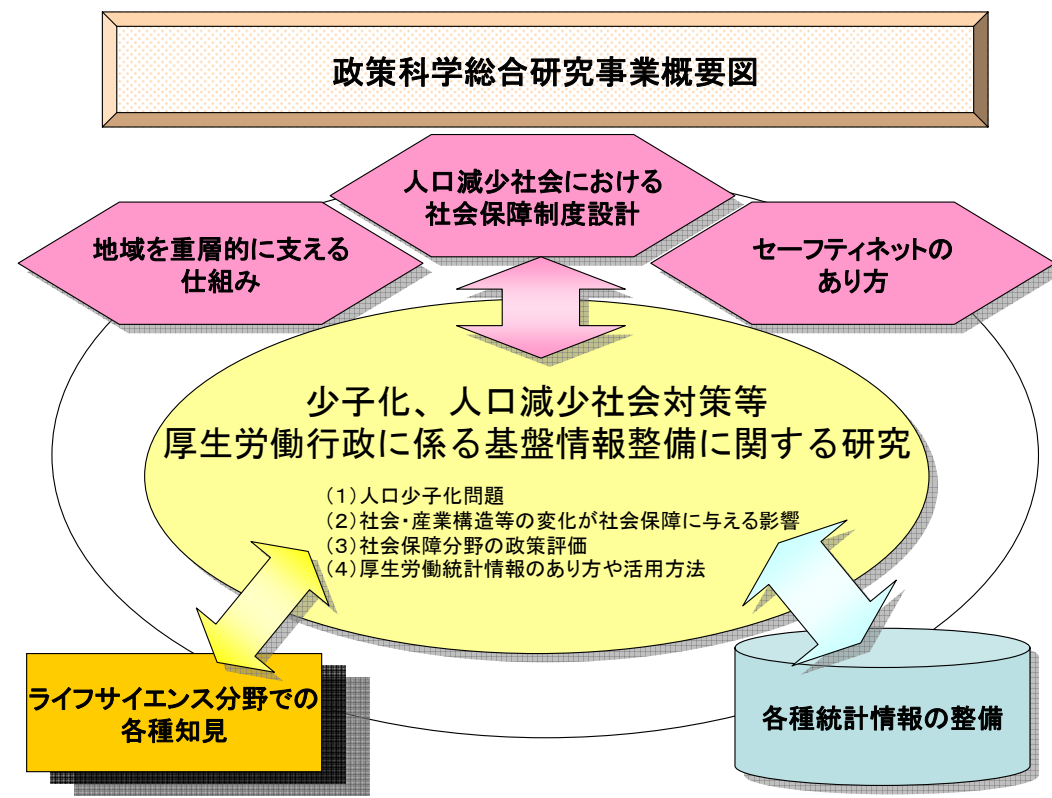 政策科学総合研究事業概要図
人口減少社会における
社会保障制度設計
地域を重層的に支える
仕組み
セーフティネットの
あり方
少子化、人口減少社会対策等
厚生労働行政に係る基盤情報整備に関する研究
(1)人口少子化問題
(2)社会・産業構造等の変化が社会保障に与える影響
(3)社会保障分野の政策評価
(4)厚生労働統計情報のあり方や活用方法
ライフサイエンス分野での
各種知見
各種統計情報の整備